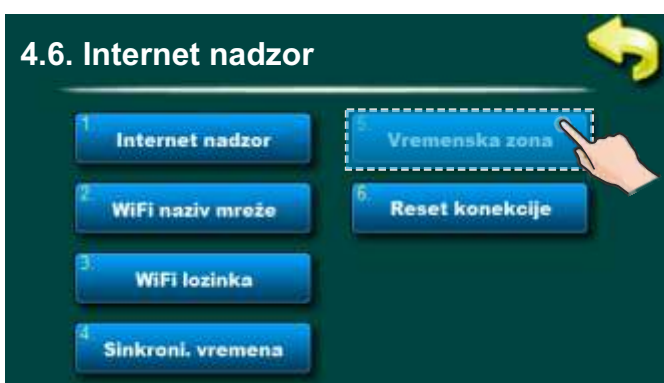 4.6. Internet nadzor
1. Internet nadzor
2. WiFi naziv mreže
3. WiFi lozinka
4. Sinkroni. vremena
5. Vremenska zona
6. Reset konekcije